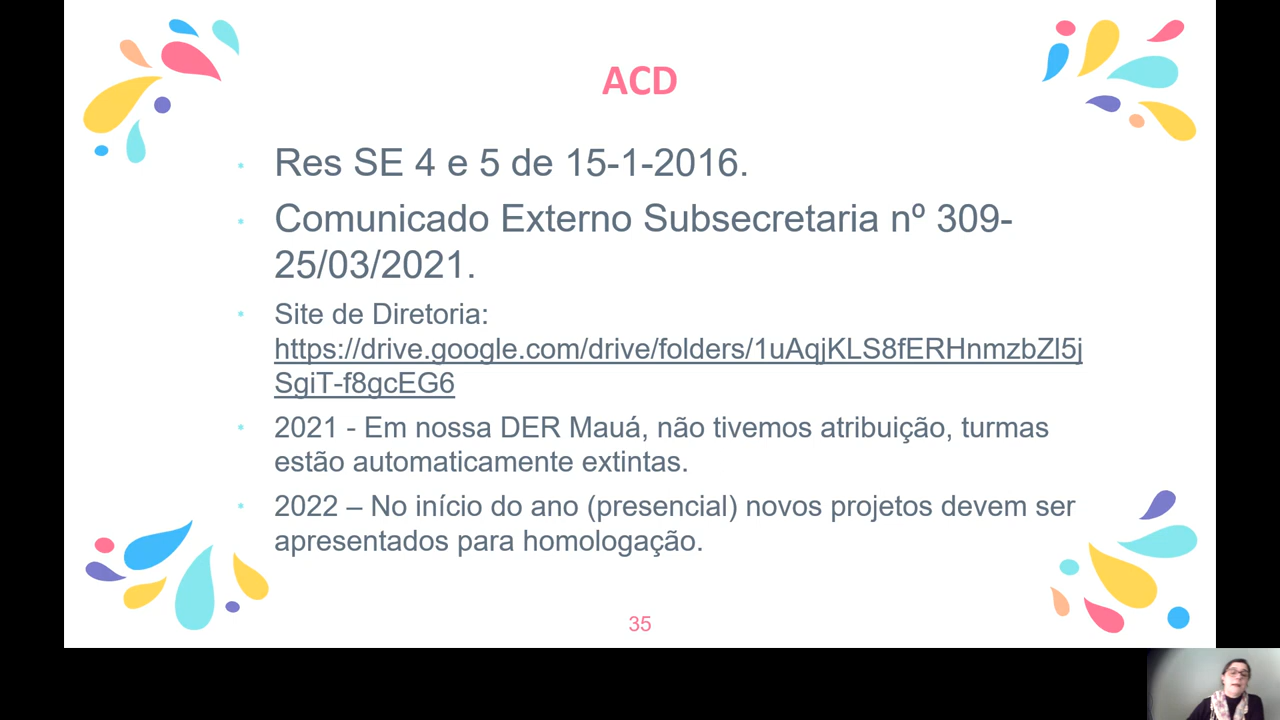 ACD
Res SE 4 e 5 de 15-1-2016.
Comunicado Externo Subsecretaria nº 309-
25/03/2021.
Site de Diretoria:
https://drive.google.com/drive/folders/1uAqjKLS8fERHnmzbZl5j
SgiT-f8gcEG6
2021 - Em nossa DER Mauá, não tivemos atribuição, turmas
estão automaticamente extintas.
2022 – No início do ano (presencial) novos projetos devem ser
apresentados para homologação.
35